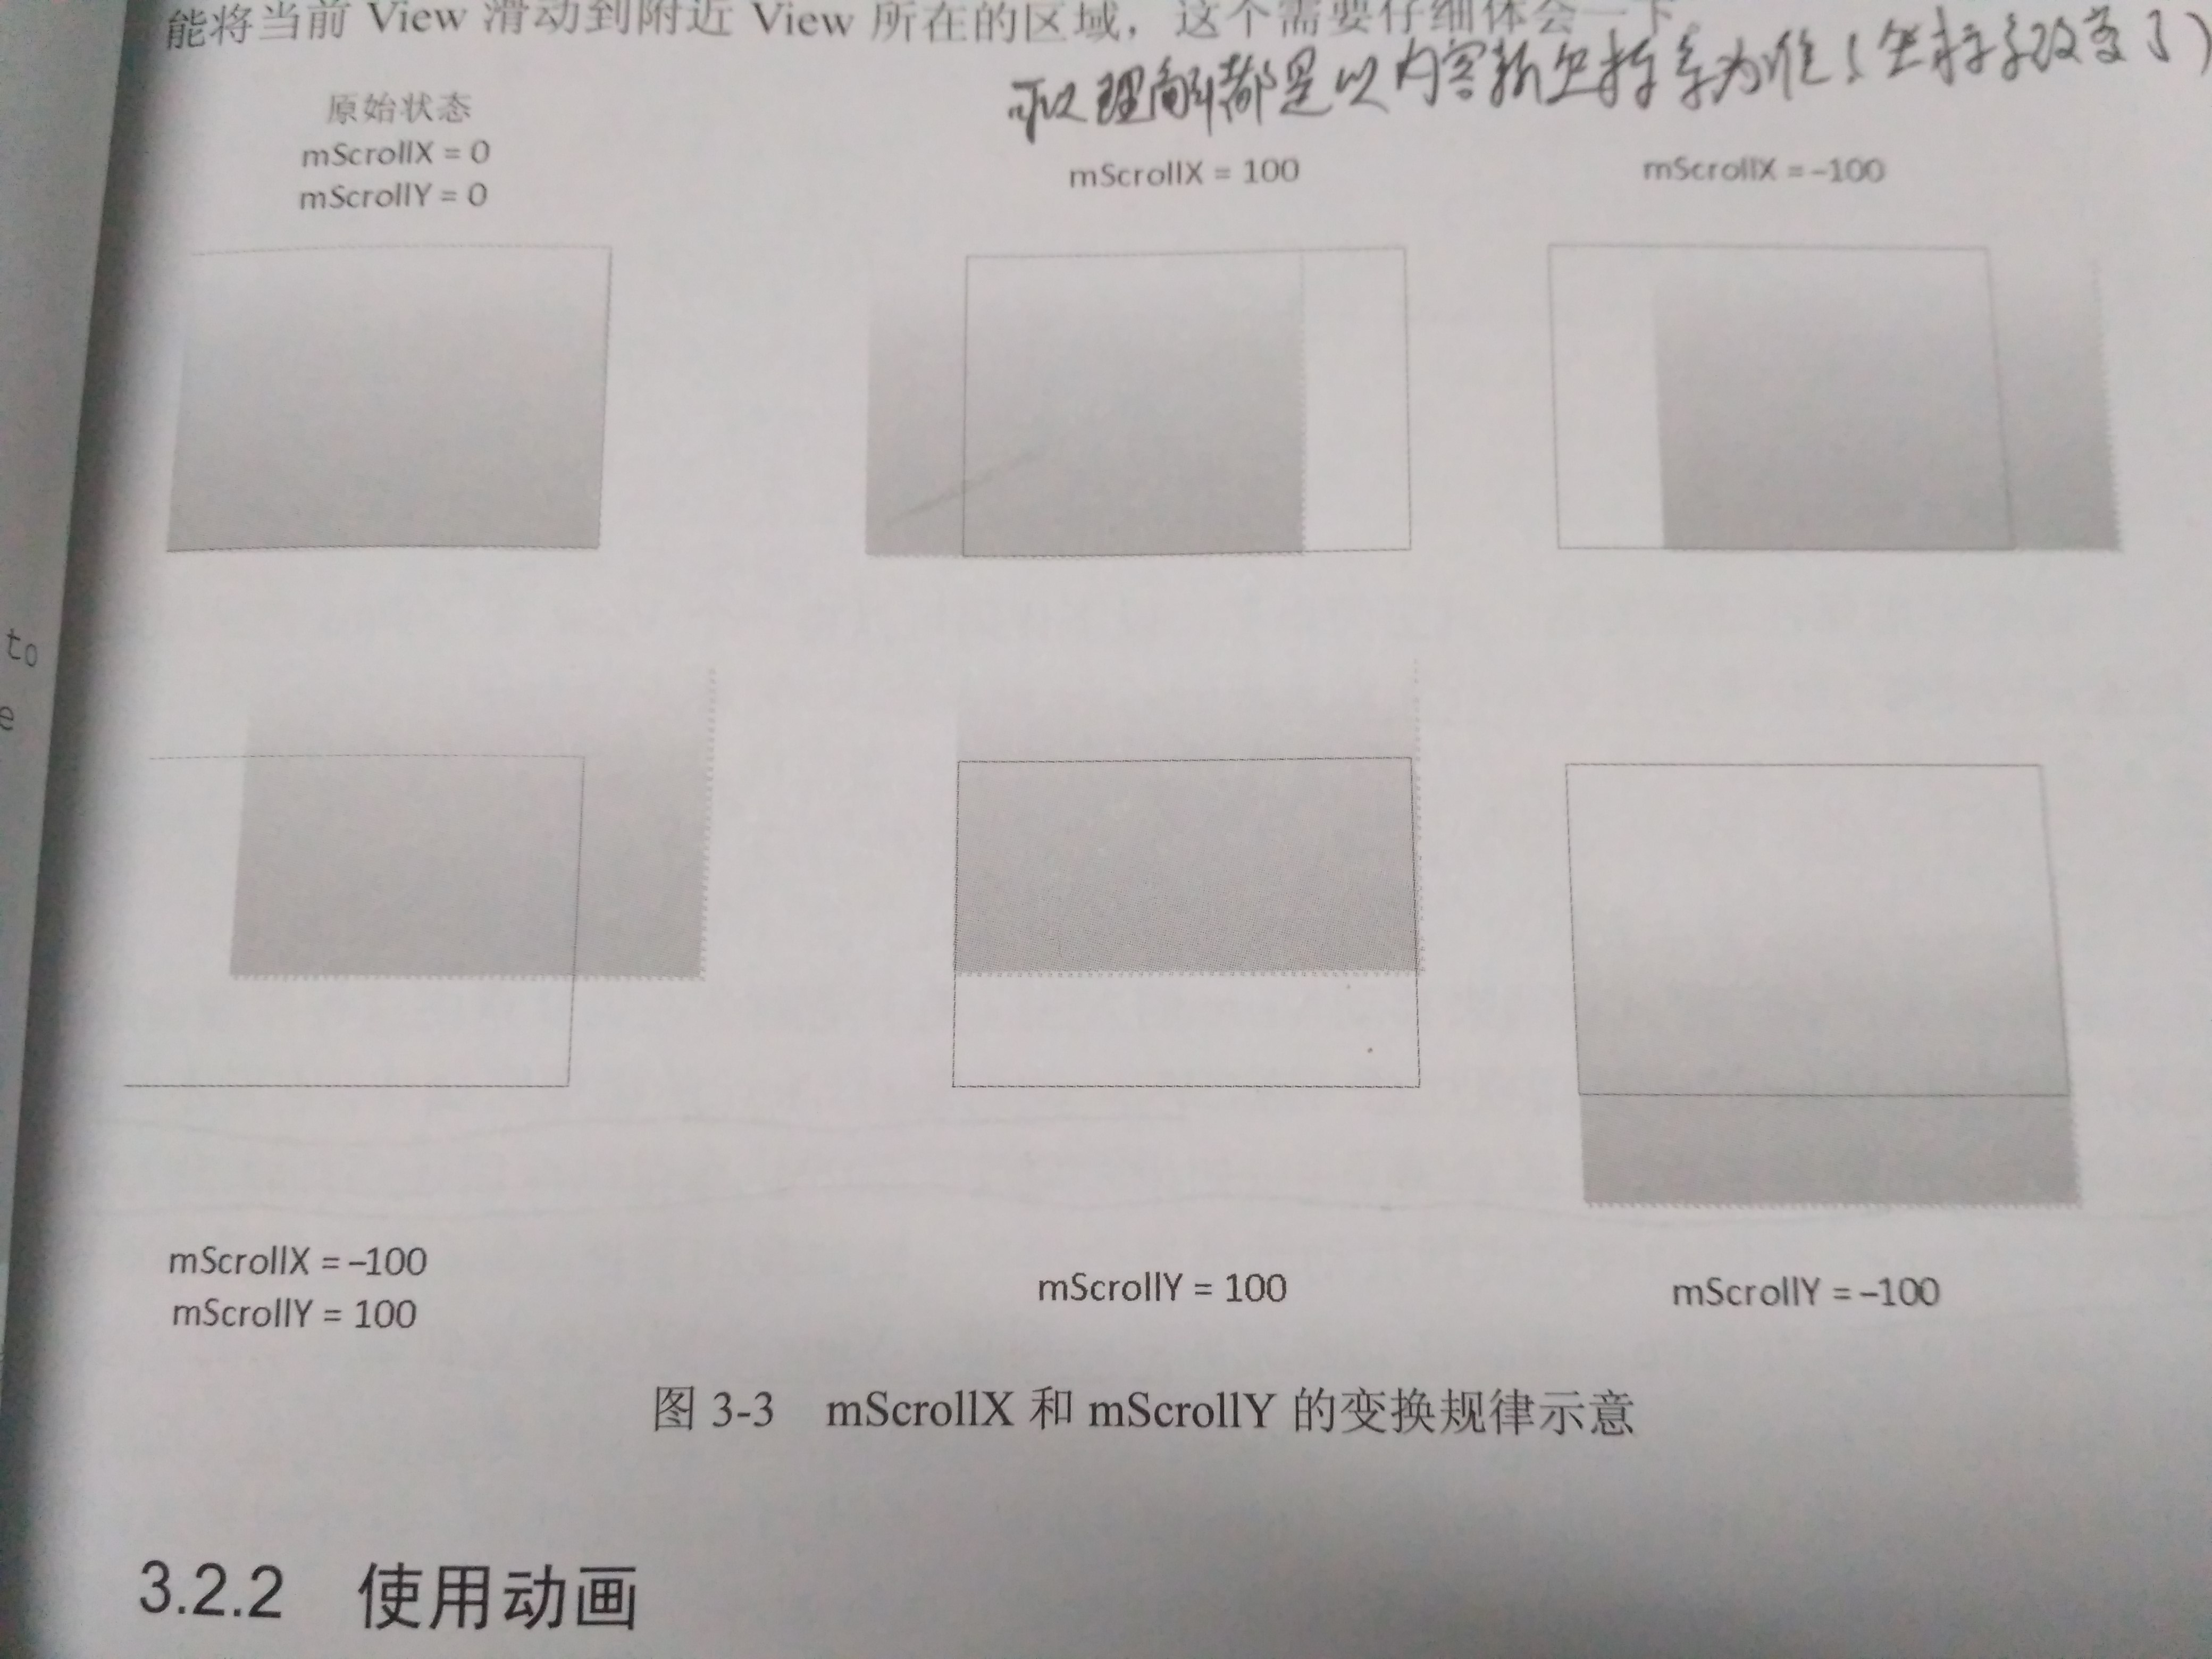 能将当前 View 滑动到附近 View 所在的区域，这个需要仔细体会一下
可以理解都是以内容新坐标系为准（坐标系改变了）
原始状态
mScrollX = 0
mScrollY = 0
mScrollX = 100
mScrollX = –100
to
e
mScrollX = –100
mScrollY = 100
mScrollY = 100
mScrollY = –100
图 3-3 mScrollX 和 mScrollY 的变换规律示意
3.2.2 使用动画